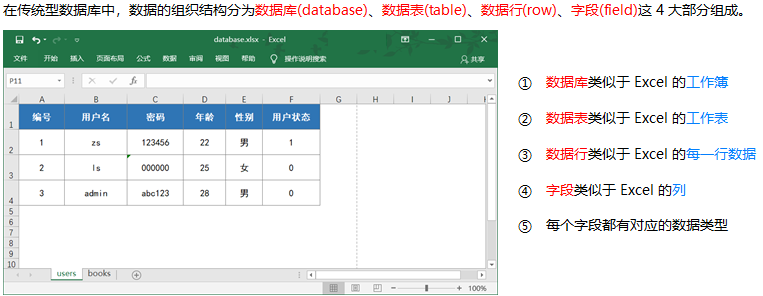 在传统型数据库中，数据的组织结构分为数据库(database)、数据表(table)、数据行(row)、字段(field)这 4 大部分组成。
database.xlsx - Excel
文件 开始 插入 页面布局 公式 数据 审阅 视图 帮助 操作说明搜索 共享
P11 fx
A B C D E F G H I J K
1 编号 用户名 密码 年龄 性别 用户状态
2 1 zs 123456 22 男 1
3 2 ls 000000 25 女 0
4 3 admin abc123 28 男 0
5
6
7
8
9
10
users books
100%
① 数据库类似于 Excel 的工作簿
② 数据表类似于 Excel 的工作表
③ 数据行类似于 Excel 的每一行数据
④ 字段类似于 Excel 的列
⑤ 每个字段都有对应的数据类型